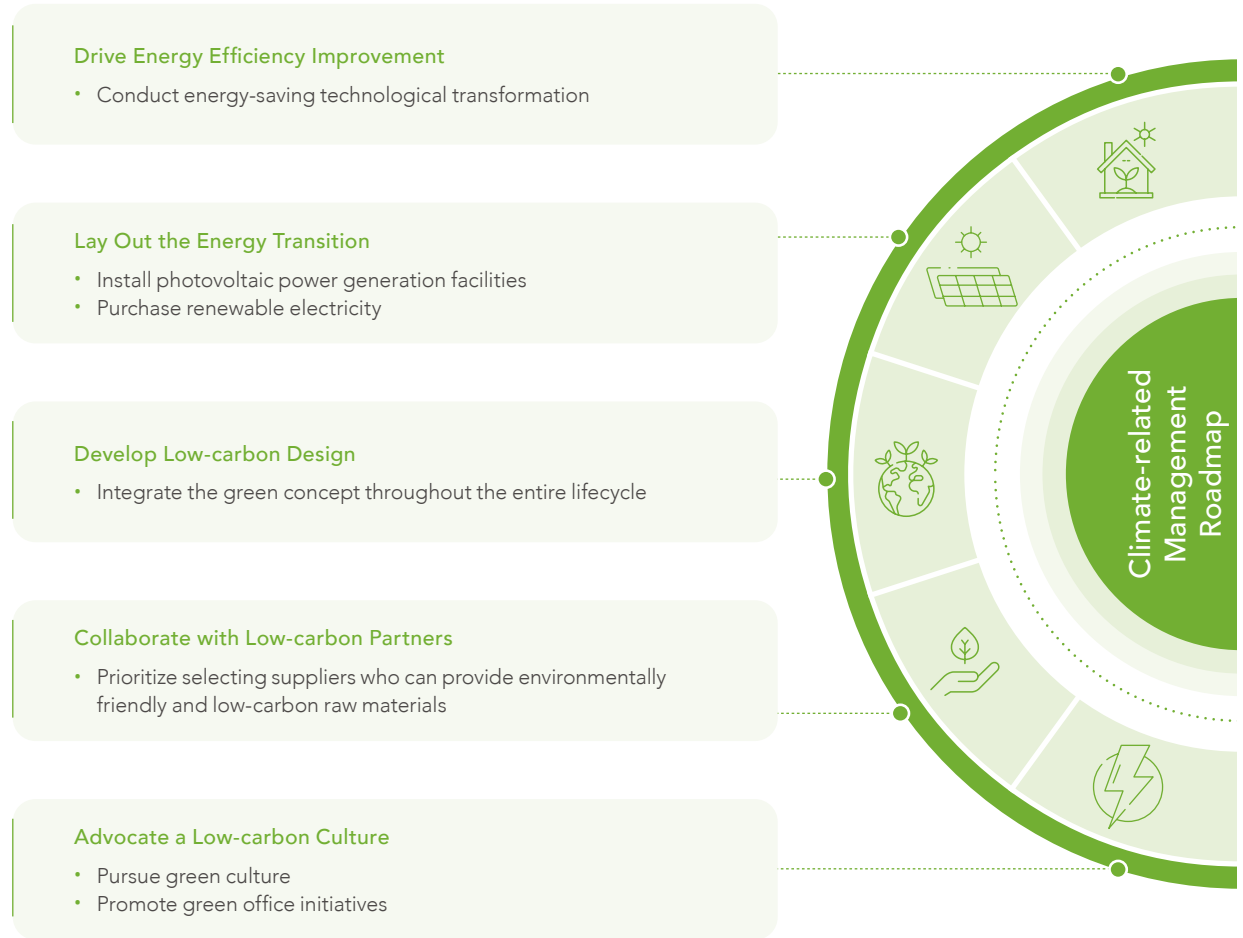 Drive Energy Efficiency Improvement
• Conduct energy-saving technological transformation
Lay Out the Energy Transition
• Install photovoltaic power generation facilities
• Purchase renewable electricity
Develop Low-carbon Design
• Integrate the green concept throughout the entire lifecycle
Collaborate with Low-carbon Partners
• Prioritize selecting suppliers who can provide environmentally
friendly and low-carbon raw materials
Advocate a Low-carbon Culture
• Pursue green culture
• Promote green office initiatives
Climate-related
Management
Roadmap